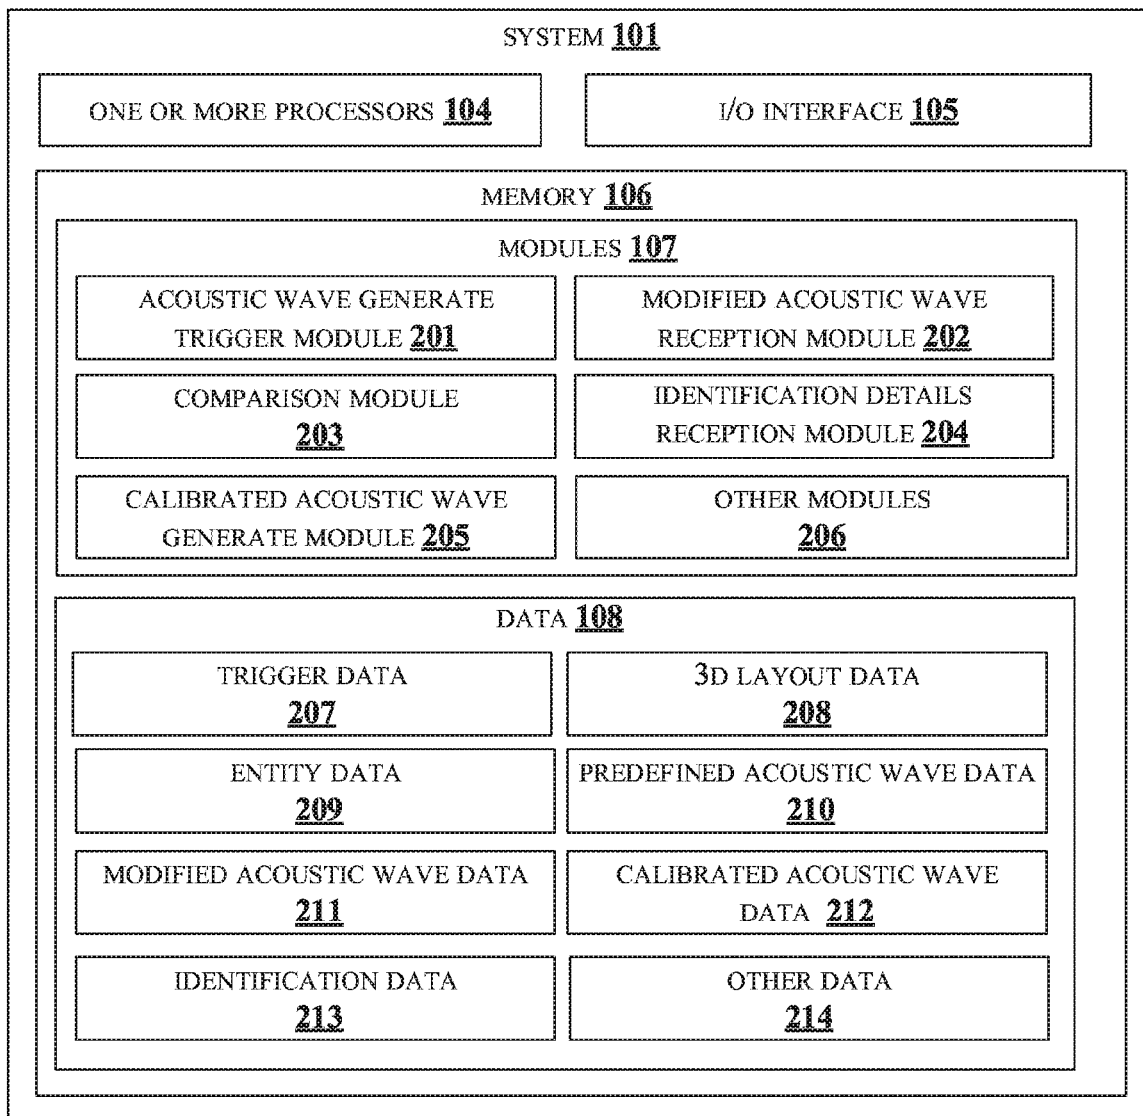 SYSTEM 101
ONE OR MORE PROCESSORS 104
I/O INTERFACE 105
MEMORY 106
MODULES 107
ACOUSTIC WAVE GENERATE
TRIGGER MODULE 201
MODIFIED ACOUSTIC WAVE
RECEPTION MODULE 202
COMPARISON MODULE
203
IDENTIFICATION DETAILS
RECEPTION MODULE 204
CALIBRATED ACOUSTIC WAVE
GENERATE MODULE 205
OTHER MODULES
206
DATA 108
TRIGGER DATA
207
3D LAYOUT DATA
208
ENTITY DATA
209
PREDEFINED ACOUSTIC WAVE DATA
210
MODIFIED ACOUSTIC WAVE DATA
211
CALIBRATED ACOUSTIC WAVE
DATA 212
IDENTIFICATION DATA
213
OTHER DATA
214